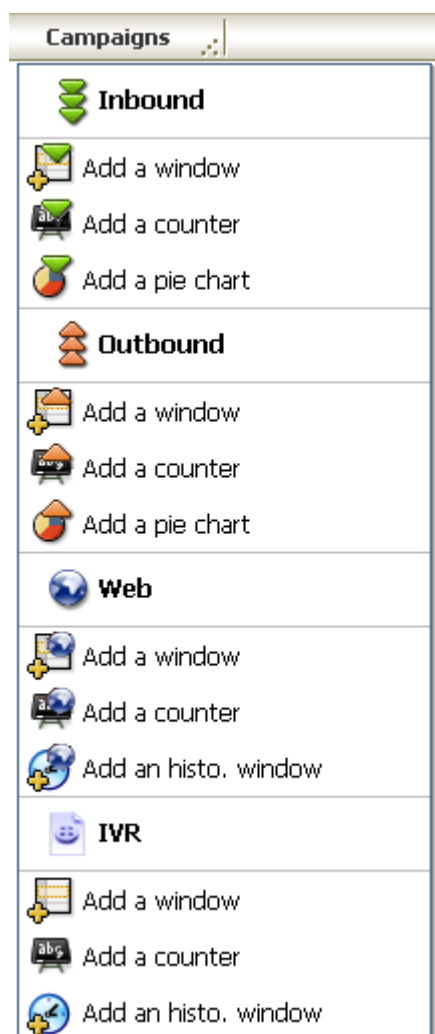 Campaigns
Inbound
Add a window
Add a counter
Add a pie chart
Outbound
Add a window
Add a counter
Add a pie chart
Web
Add a window
Add a counter
Add an histo. window
IVR
Add a window
abc Add a counter
Add an histo. window